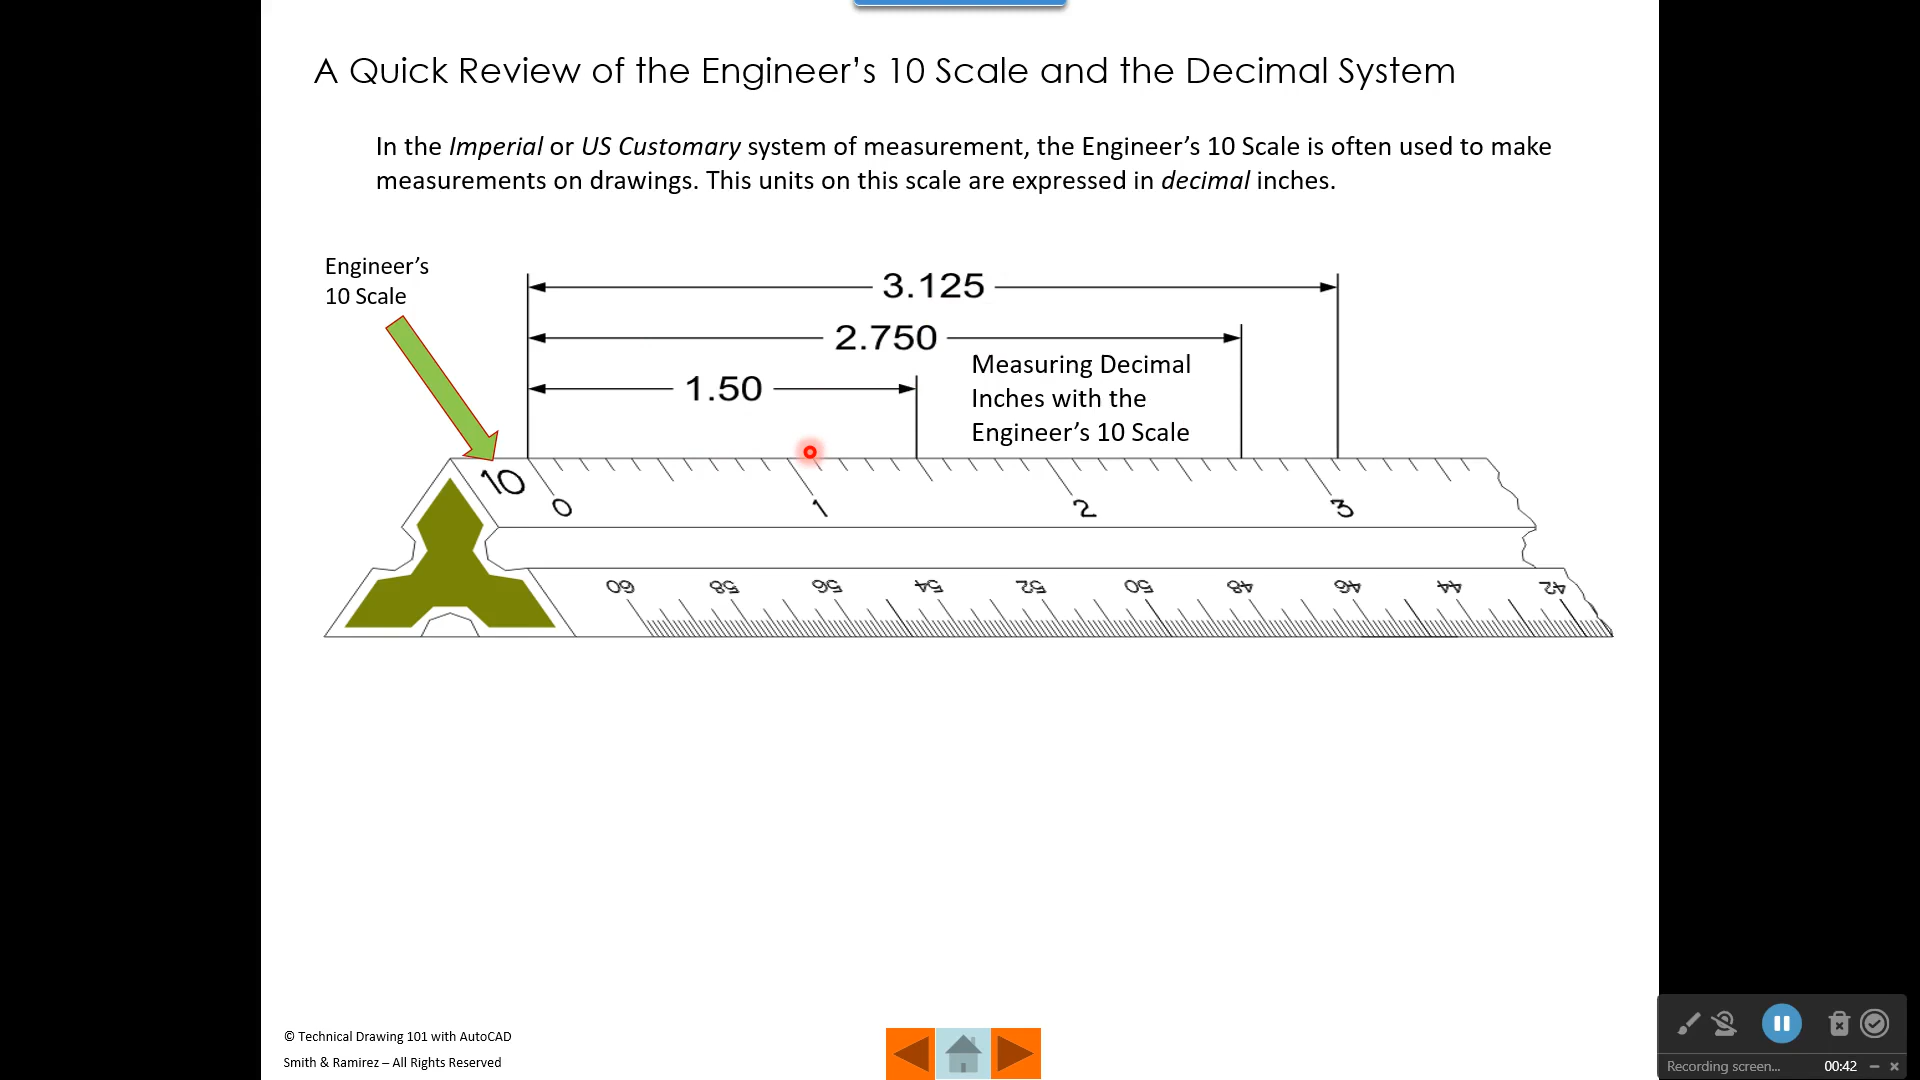 A Quick Review of the Engineer’s 10 Scale and the Decimal System
In the Imperial or US Customary system of measurement, the Engineer’s 10 Scale is often used to make
measurements on drawings. This units on this scale are expressed in decimal inches.
Engineer’s
10 Scale
3.125
2.750
1.50
Measuring Decimal
Inches with the
Engineer’s 10 Scale
10
0 1 2 3
60 58 56 54 52 50 48 46 44 42
© Technical Drawing 101 with AutoCAD
Smith & Ramirez – All Rights Reserved
Recording screen... 00:42